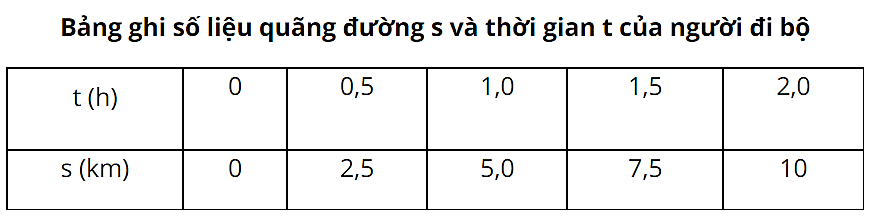 Bảng ghi số liệu quãng đường s và thời gian t của người đi bộ
t (h) 0 0,5 1,0 1,5 2,0
s (km) 0 2,5 5,0 7,5 10